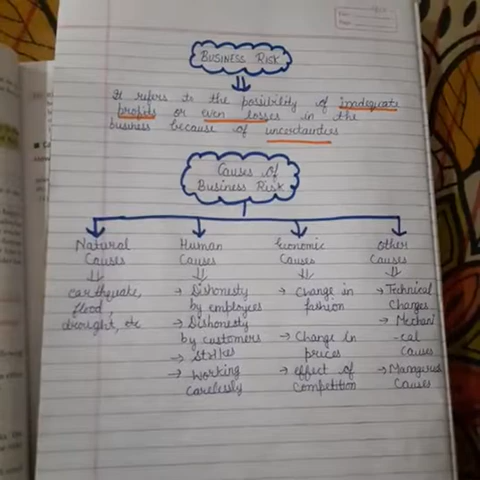 BUSINESS RISK
It refers to the posibility of inadequate
profits or even losses in the
business because of uncertainties
Causes of
Business Risk
Natural
Causes
earthquake,
flood,
drought, etc
Human
Causes
→ Dishonesty
by employees
→ Dishonesty
by customers
→ Strikes
→ Working
carelessly
Economic
Causes
→ Change in
fashion
→ Change in
prices
→ effect of
Competition
Other
Causes
→ Technical
Changes
→ Mechani
-cal
Causes
→ Managerial
Causes